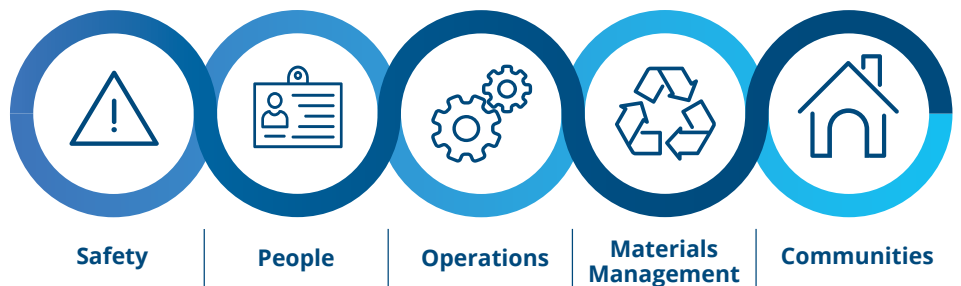 Safety
People
Operations
Materials
Management
Communities